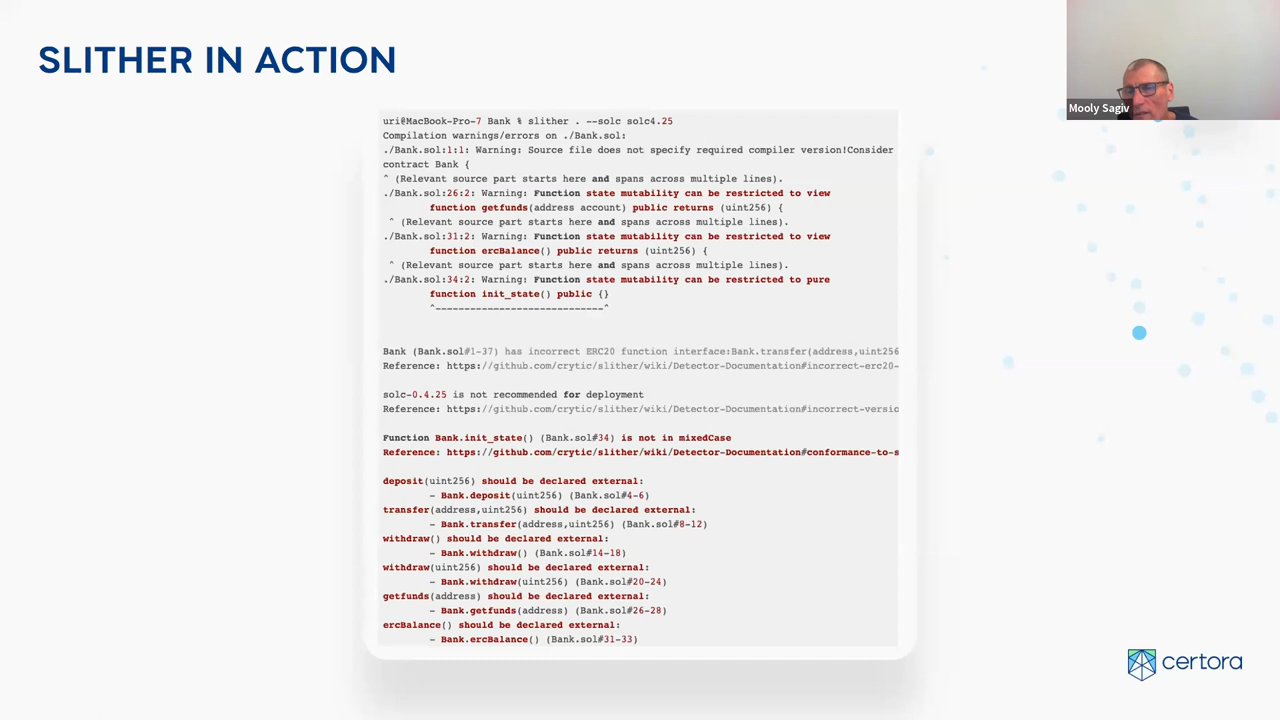 SLITHER IN ACTION
Mooly Sagiv
uri@MacBook-Pro-7 Bank % slither . --solc solc4.25
Compilation warnings/errors on ./Bank.sol:
./Bank.sol:1:1: Warning: Source file does not specify required compiler version!Consider
contract Bank {
^ (Relevant source part starts here and spans across multiple lines).
./Bank.sol:26:2: Warning: Function state mutability can be restricted to view
function getfunds(address account) public returns (uint256) {
^ (Relevant source part starts here and spans across multiple lines).
./Bank.sol:31:2: Warning: Function state mutability can be restricted to view
function ercBalance() public returns (uint256) {
^ (Relevant source part starts here and spans across multiple lines).
./Bank.sol:34:2: Warning: Function state mutability can be restricted to pure
function init_state() public {}
^-----------------------------^
Bank (Bank.sol#1-37) has incorrect ERC20 function interface:Bank.transfer(address,uint256
Reference: https://github.com/crytic/slither/wiki/Detector-Documentation#incorrect-erc20-
solc-0.4.25 is not recommended for deployment
Reference: https://github.com/crytic/slither/wiki/Detector-Documentation#incorrect-versio
Function Bank.init_state() (Bank.sol#34) is not in mixedCase
Reference: https://github.com/crytic/slither/wiki/Detector-Documentation#conformance-to-s
deposit(uint256) should be declared external:
- Bank.deposit(uint256) (Bank.sol#4-6)
transfer(address,uint256) should be declared external:
- Bank.transfer(address,uint256) (Bank.sol#8-12)
withdraw() should be declared external:
- Bank.withdraw() (Bank.sol#14-18)
withdraw(uint256) should be declared external:
- Bank.withdraw(uint256) (Bank.sol#20-24)
getfunds(address) should be declared external:
- Bank.getfunds(address) (Bank.sol#26-28)
ercBalance() should be declared external:
- Bank.ercBalance() (Bank.sol#31-33)
certora